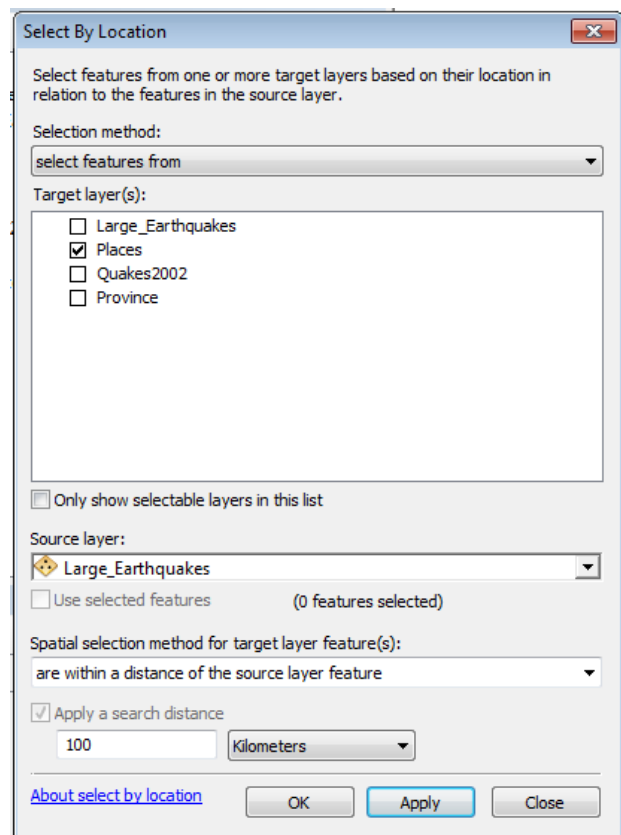 Select By Location
Select features from one or more target layers based on their location in
relation to the features in the source layer.
Selection method:
select features from
Target layer(s):
Large_Earthquakes
Places
Quakes2002
Province
Only show selectable layers in this list
Source layer:
Large_Earthquakes
Use selected features (0 features selected)
Spatial selection method for target layer feature(s):
are within a distance of the source layer feature
Apply a search distance
100 Kilometers
About select by location OK Apply Close